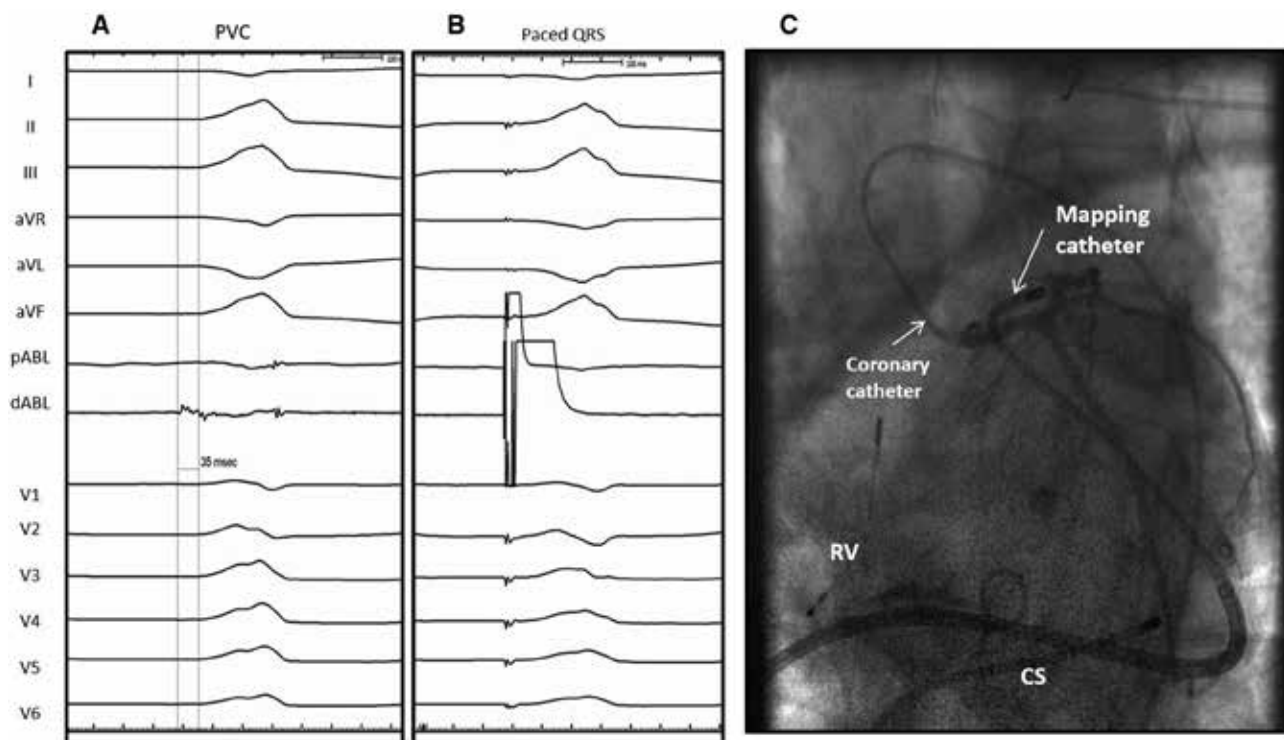 A
PVC
B
Paced QRS
C
I
II
III
aVR
aVL
aVF
pABL
dABL
35 msec
V1
V2
V3
V4
V5
V6
Mapping
catheter
Coronary
catheter
RV
CS